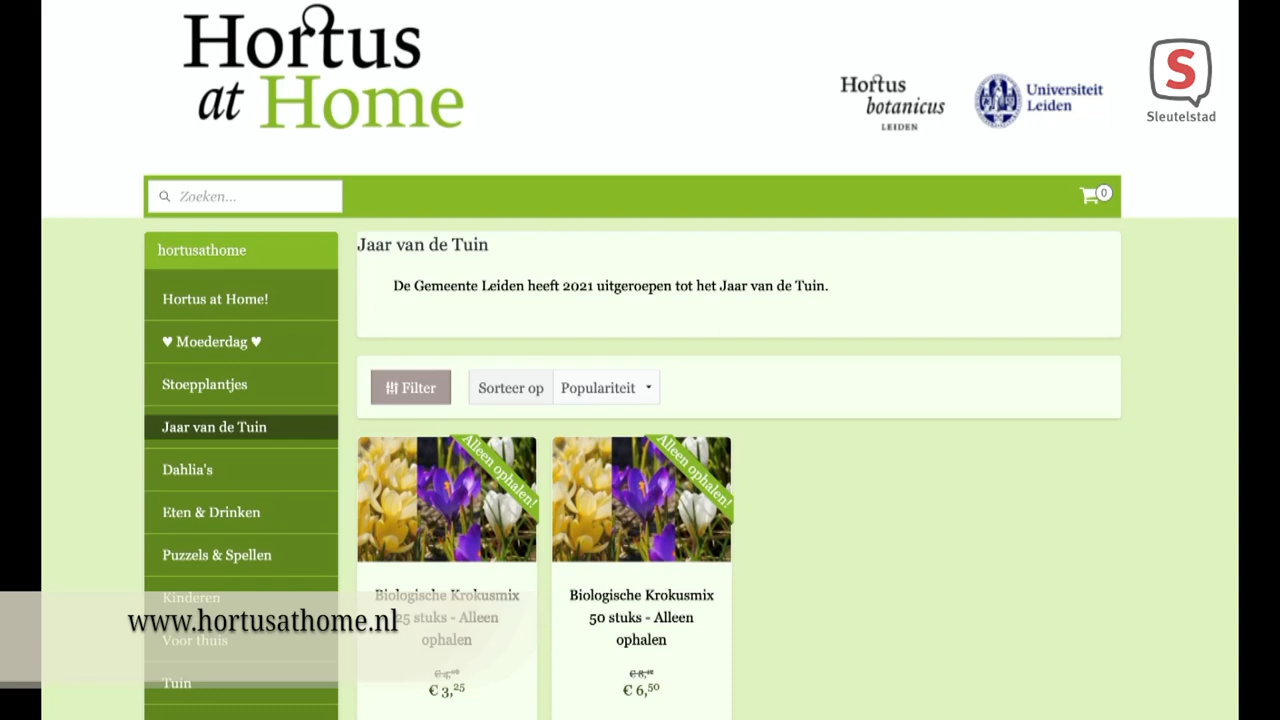 Hortus
at Home
Hortus
botanicus
LEIDEN
Universiteit
Leiden
S
Sleutelstad
Zoeken...
0
hortusathome
Hortus at Home!
♥ Moederdag ♥
Stoepplantjes
Jaar van de Tuin
Dahlia's
Eten & Drinken
Puzzels & Spellen
Kinderen
Voor thuis
Tuin
Jaar van de Tuin
De Gemeente Leiden heeft 2021 uitgeroepen tot het Jaar van de Tuin.
Filter
Sorteer op
Populariteit
Alleen ophalen!
Biologische Krokusmix
25 stuks - Alleen
ophalen
€ 3,25
Alleen ophalen!
Biologische Krokusmix
50 stuks - Alleen
ophalen
€ 6,50
www.hortusathome.nl